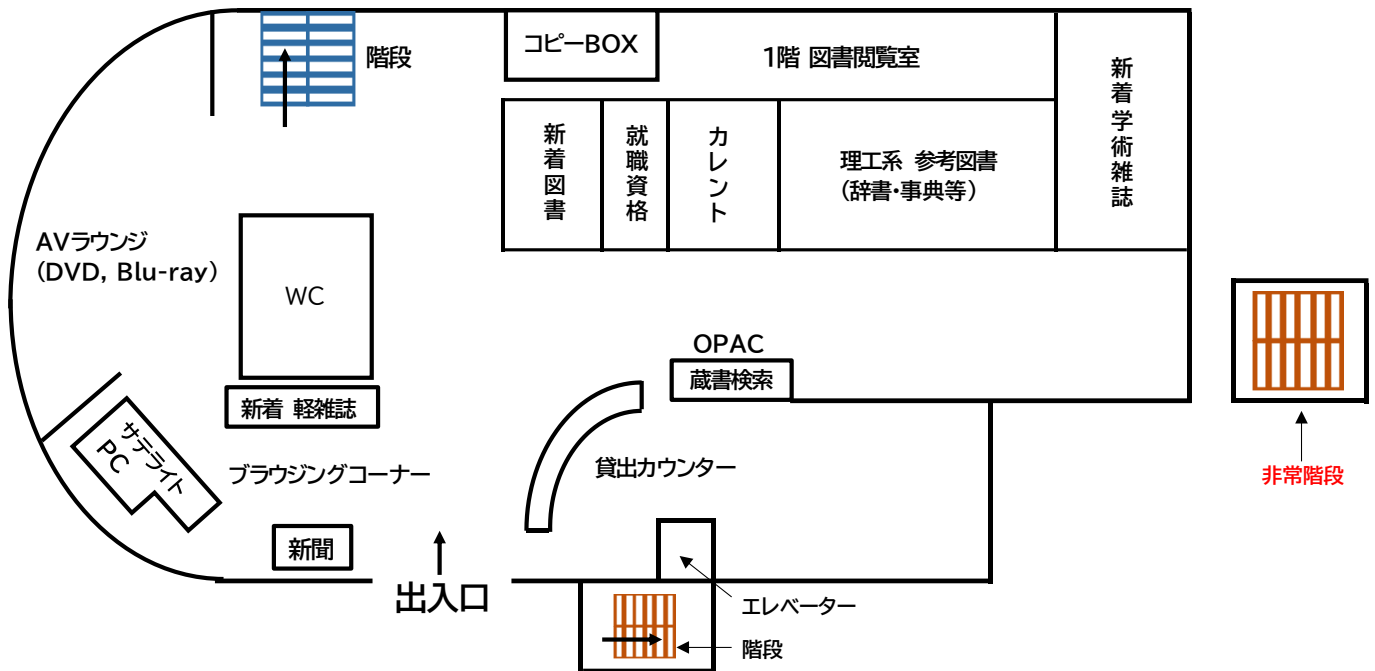 コピーBOX
階段
1階 図書閲覧室
新着学術雑誌
新着図書
就職資格
カレント
理工系 参考図書
(辞書・事典等)
AVラウンジ
(DVD, Blu-ray)
WC
OPAC
蔵書検索
新着 軽雑誌
サテライト
PC
ブラウジングコーナー
貸出カウンター
非常階段
新聞
出入口
エレベーター
階段